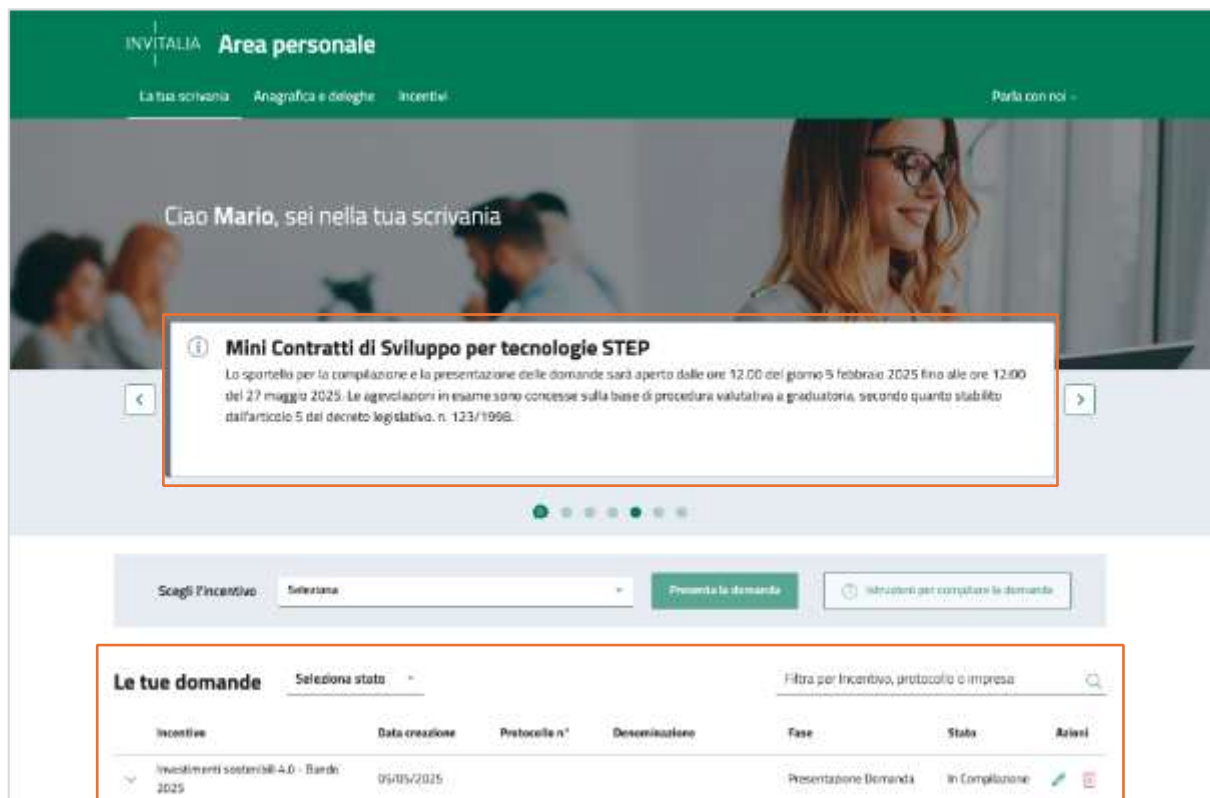 INVITALIA Area personale
La tua scrivania Anagrafica e deleghe Incentivi Parla con noi
Ciao Mario, sei nella tua scrivania
Mini Contratti di Sviluppo per tecnologie STEP
Lo sportello per la compilazione e la presentazione delle domande sarà aperto dalle ore 12.00 del giorno 5 febbraio 2025 fino alle ore 12:00
del 27 maggio 2025. Le agevolazioni in esame sono concesse sulla base di procedura valutativa a graduatoria, secondo quanto stabilito
dall'articolo 5 del decreto legislativo. n. 123/1998.
Scegli l'incentivo Seleziona Presenta la domanda Istruzioni per compilare la domanda
Le tue domande Seleziona stato Filtra per Incentivo, protocollo o impresa
Incentivo Data creazione Protocollo n° Denominazione Fase Stato Azioni
Investimenti sostenibili 4.0 - Bando
2025 05/05/2025 Presentazione Domanda In Compilazione